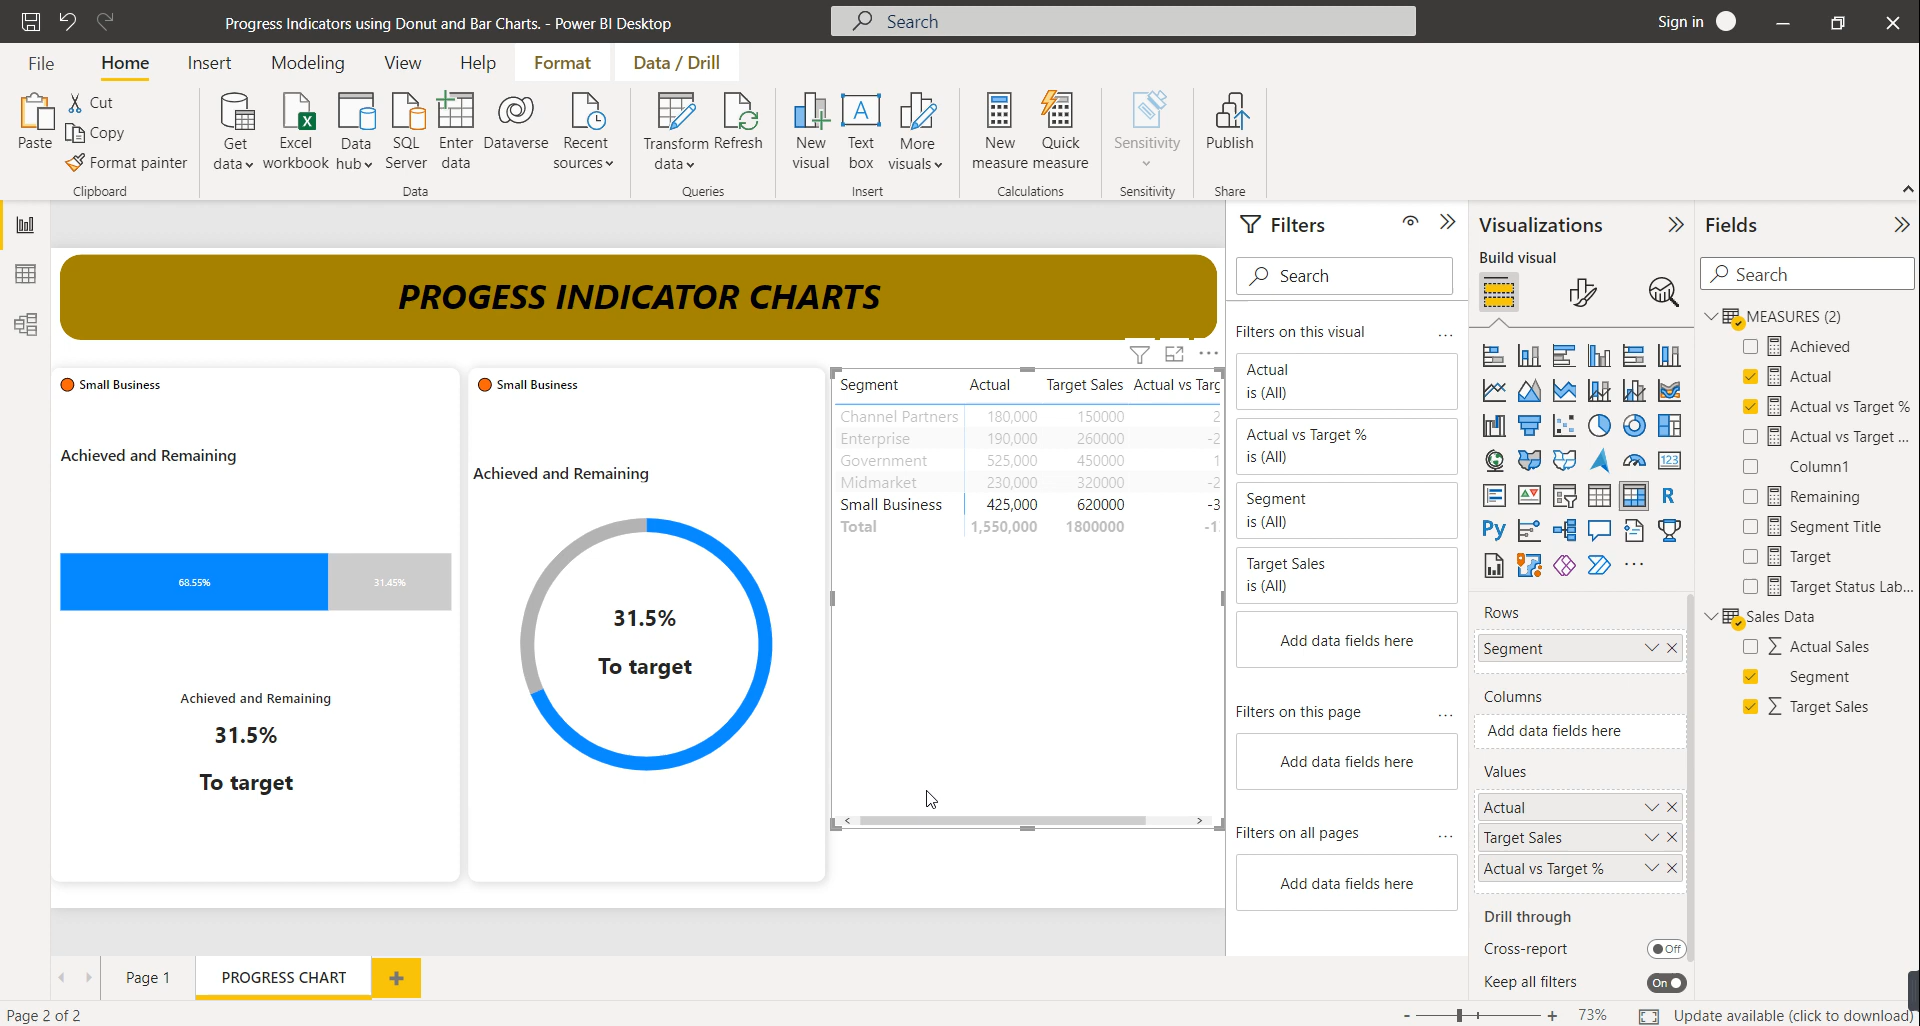 Progress Indicators using Donut and Bar Charts. - Power BI Desktop
Search
Sign in
File
Home
Insert
Modeling
View
Help
Format
Data / Drill
Paste
Cut
Copy
Format painter
Clipboard
Get data
Excel workbook
Data hub
SQL Server
Enter data
Dataverse
Recent sources
Data
Transform data
Refresh
Queries
New visual
Text box
A
More visuals
Insert
New measure
Quick measure
Calculations
Sensitivity
Sensitivity
Publish
Share
PROGESS INDICATOR CHARTS
Small Business
Achieved and Remaining
68.55%
31.45%
Achieved and Remaining
31.5%
To target
Small Business
Achieved and Remaining
31.5%
To target
Segment Actual Target Sales Actual vs Targ
Channel Partners 180,000 150000 2
Enterprise 190,000 260000 -2
Government 525,000 450000 1
Midmarket 230,000 320000 -2
Small Business 425,000 620000 -3
Total 1,550,000 1800000 -1
Filters
Search
Filters on this visual ...
Actual
is (All)
Actual vs Target %
is (All)
Segment
is (All)
Target Sales
is (All)
Add data fields here
Filters on this page ...
Add data fields here
Filters on all pages ...
Add data fields here
Visualizations
Build visual
123
R
Py
...
Rows
Segment
Columns
Add data fields here
Values
Actual
Target Sales
Actual vs Target %
Drill through
Cross-report
Off
Keep all filters
On
Fields
Search
MEASURES (2)
Achieved
Actual
Actual vs Target %
Actual vs Target ...
Column1
Remaining
Segment Title
Target
Target Status Lab...
Sales Data
Actual Sales
Segment
Target Sales
Page 1
PROGRESS CHART
+
Page 2 of 2
- + 73%
Update available (click to download)